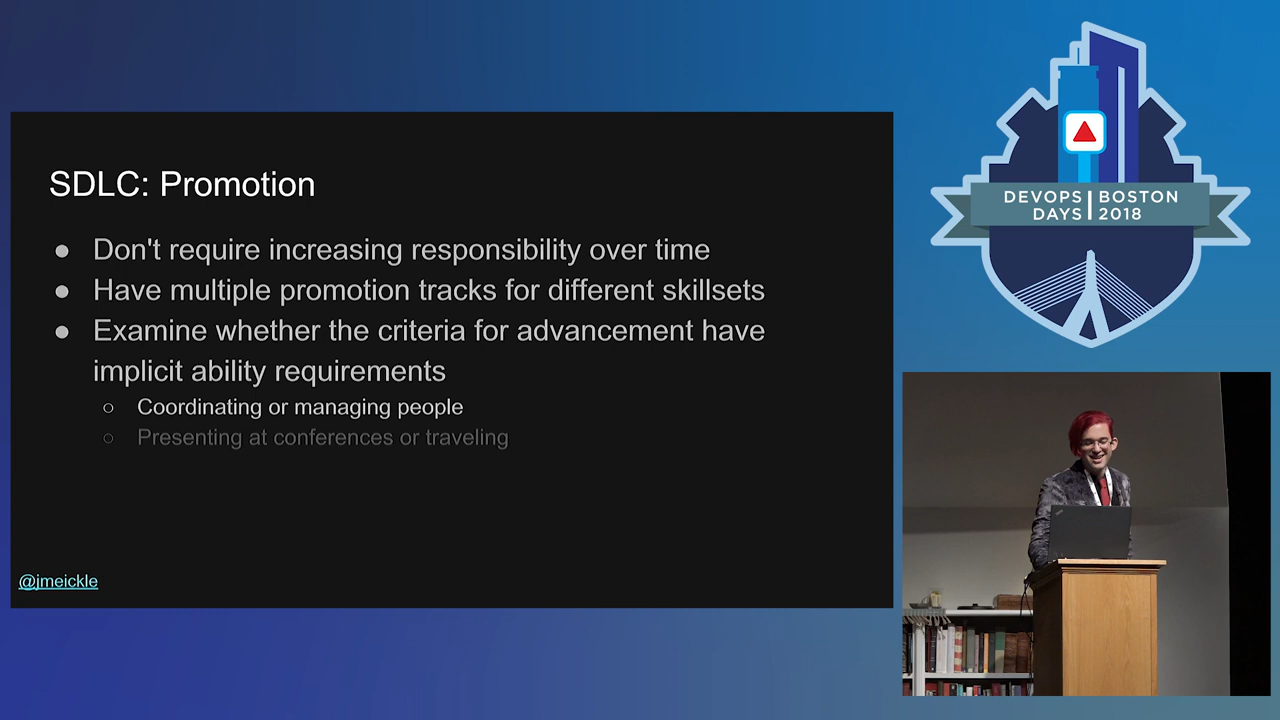 SDLC: Promotion
● Don't require increasing responsibility over time
● Have multiple promotion tracks for different skillsets
● Examine whether the criteria for advancement have
implicit ability requirements
○ Coordinating or managing people
○ Presenting at conferences or traveling
@jmeickle
DEVOPS DAYS
BOSTON 2018